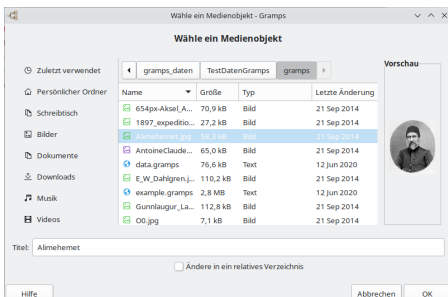 Wähle ein Medienobjekt - Gramps
Wähle ein Medienobjekt
Zuletzt verwendet
Persönlicher Ordner
Schreibtisch
Bilder
Dokumente
Downloads
Musik
Videos
gramps_daten TestDatenGramps gramps
Name Größe Typ Letzte Änderung
654px-Aksel_A... 70,9 kB Bild 21 Sep 2014
1897_expeditio... 27,2 kB Bild 21 Sep 2014
Alimehemet.jpg 59,3 kB Bild 21 Sep 2014
AntoineClaude... 65,0 kB Bild 21 Sep 2014
data.gramps 76,6 kB Text 12 Jun 2020
E_W_Dahlgren.j... 110,2 kB Bild 21 Sep 2014
example.gramps 2,8 MB Text 12 Jun 2020
Gunnlaugur_La... 112,8 kB Bild 21 Sep 2014
O0.jpg 7,1 kB Bild 21 Sep 2014
Vorschau
Titel: Alimehemet
Ändere in ein relatives Verzeichnis
Hilfe Abbrechen OK